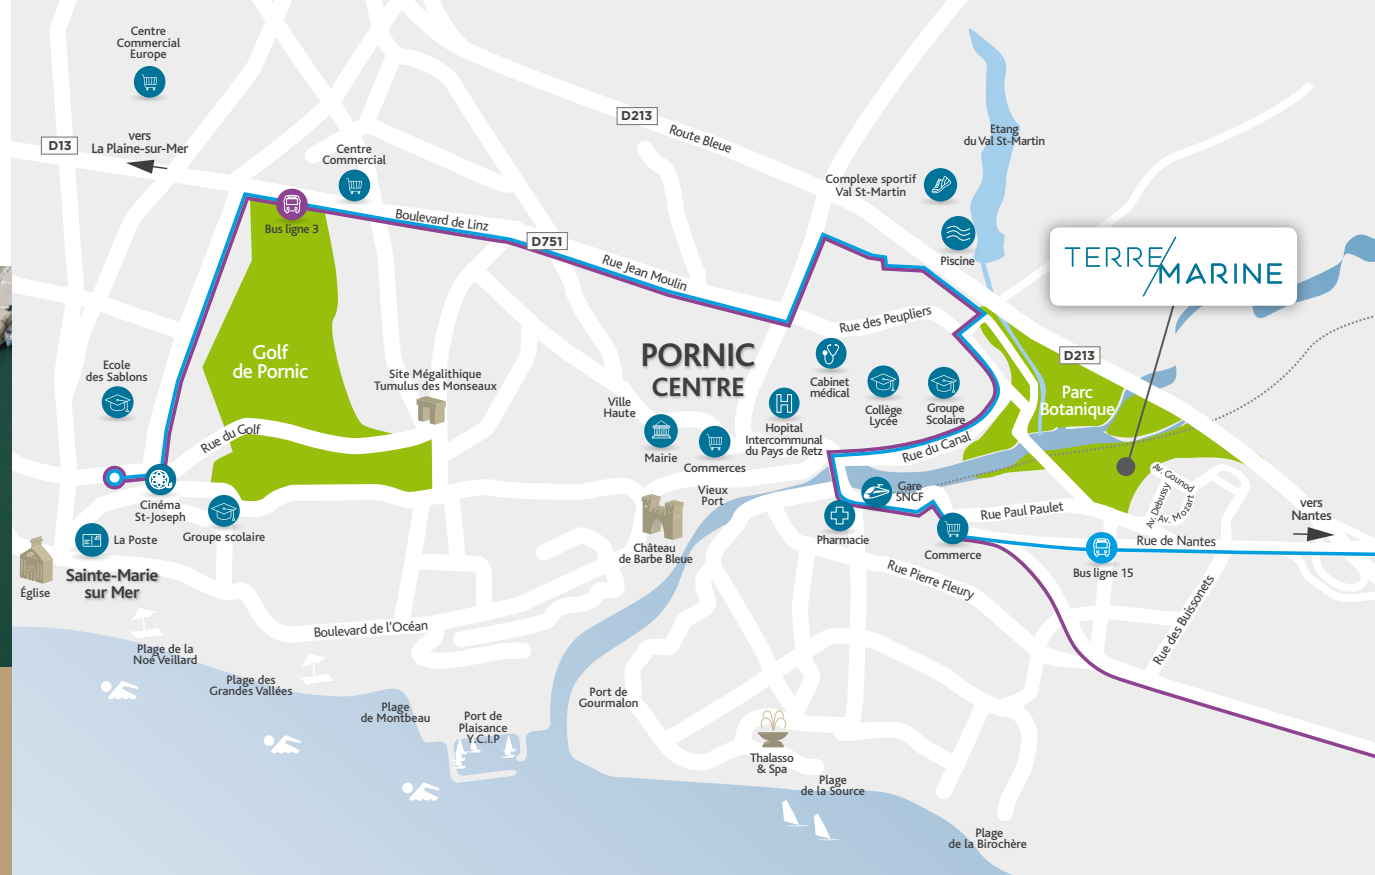 Centre
Commercial
Europe
D13
vers
La Plaine-sur-Mer
Centre
Commercial
D213
Route Bleue
Etang
du Val St-Martin
Complexe sportif
Val St-Martin
Piscine
Bus ligne 3
Boulevard de Linz
D751
Rue Jean Moulin
TERRE
MARINE
Golf
de Pornic
Ecole
des Sablons
Site Mégalithique
Tumulus des Monseaux
PORNIC
CENTRE
Rue des Peupliers
Cabinet
médical
Collège
Lycée
Groupe
Scolaire
D213
Parc
Botanique
Ville
Haute
Mairie
Commerces
H
Hopital
Intercommunal
du Pays de Retz
Rue du Golf
Rue du Canal
Cinéma
St-Joseph
Groupe scolaire
La Poste
Vieux
Port
Gare
SNCF
Pharmacie
Commerce
Rue Paul Paulet
Av. Gounod
Av. Debussy
Av. Mozart
vers
Nantes
Rue de Nantes
Bus ligne 15
Château
de Barbe Bleue
Église
Sainte-Marie
sur Mer
Rue Pierre Fleury
Rue des Buissonets
Boulevard de l'Océan
Plage de la
Noé Veillard
Plage des
Grandes Vallées
Plage
de Montbeau
Port de
Plaisance
Y.C.I.P
Port de
Gourmalon
Thalasso
& Spa
Plage
de la Source
Plage
de la Birochère